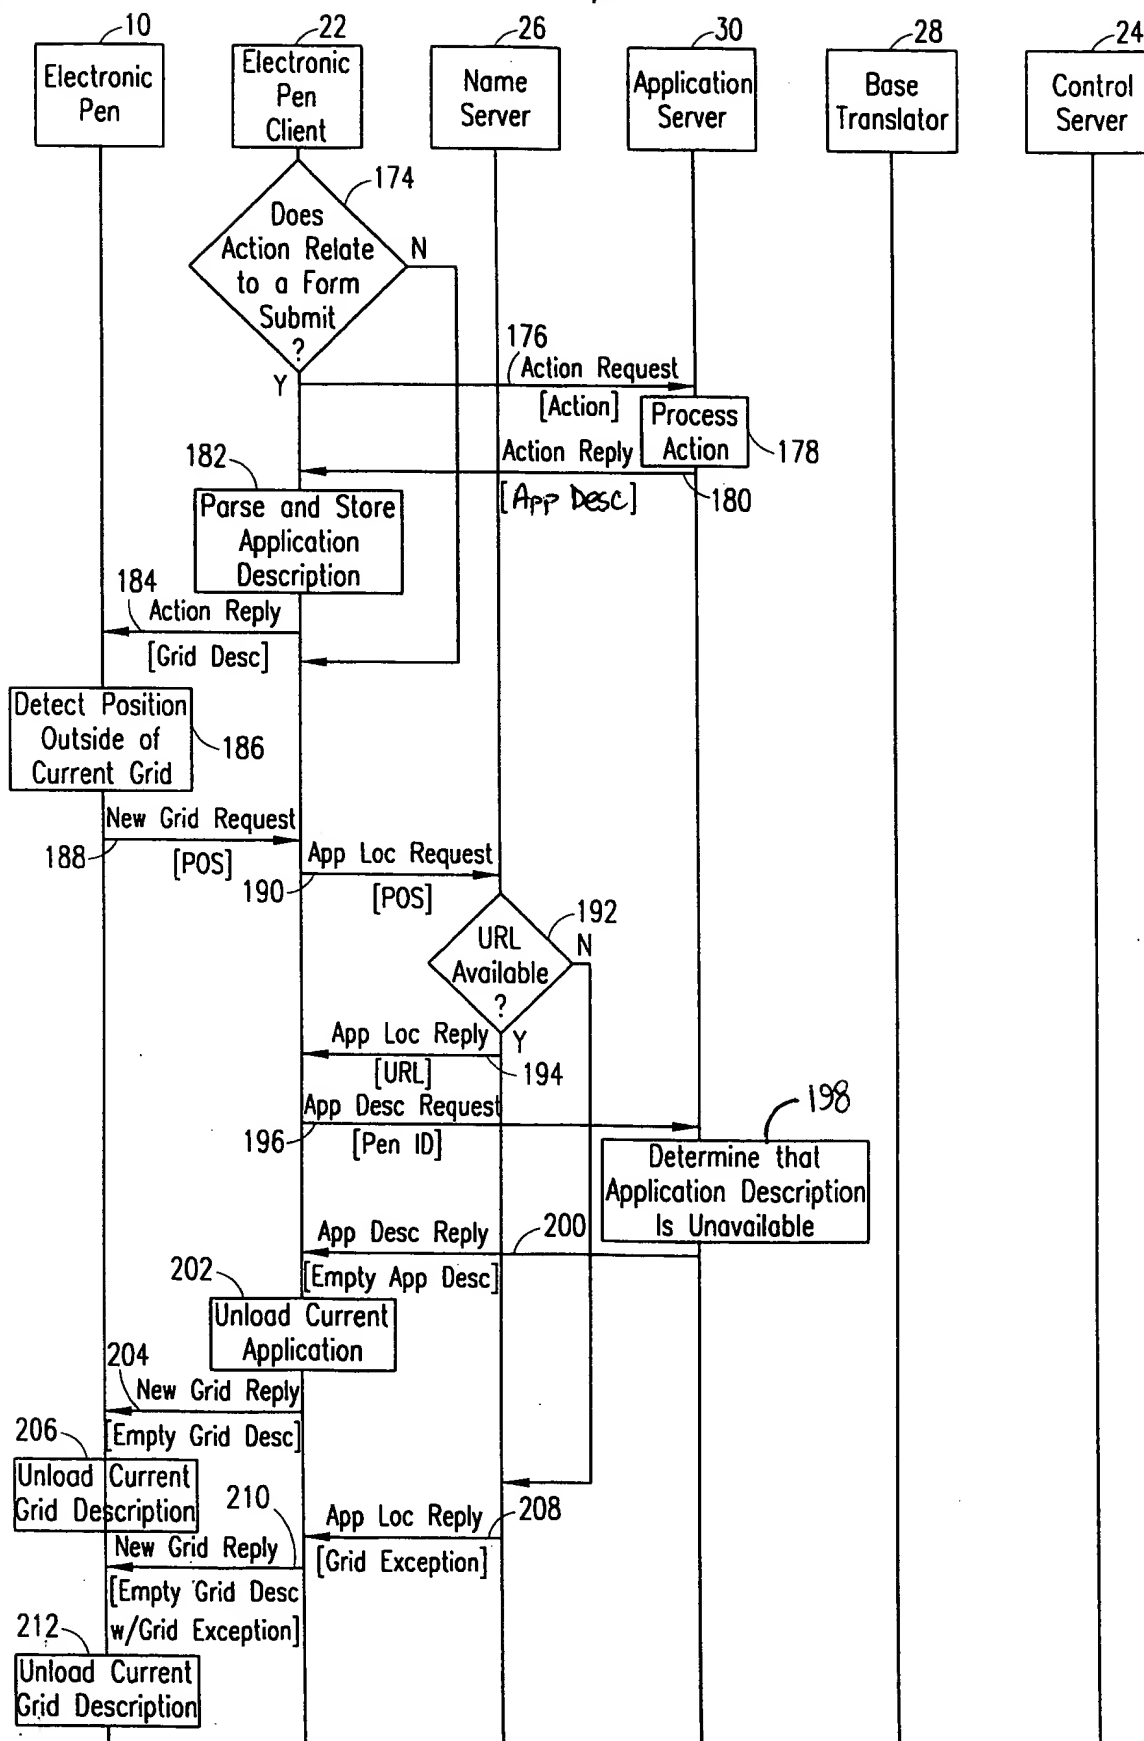 10
22
26
30
28
24
Electronic
Pen
Electronic
Pen
Client
Name
Server
Application
Server
Base
Translator
Control
Server
174
Does
Action Relate
to a Form
Submit
?
N
Y
176
Action Request
[Action]
Process
Action
178
Action Reply
[App Desc]
180
182
Parse and Store
Application
Description
184
Action Reply
[Grid Desc]
Detect Position
Outside of
Current Grid
186
New Grid Request
188
[POS]
App Loc Request
190
[POS]
192
URL
Available
?
N
Y
App Loc Reply
[URL]
194
App Desc Request
196
[Pen ID]
198
Determine that
Application Description
Is Unavailable
App Desc Reply
200
[Empty App Desc]
202
Unload Current
Application
204
New Grid Reply
[Empty Grid Desc]
206
Unload Current
Grid Description
App Loc Reply
208
[Grid Exception]
210
New Grid Reply
[Empty Grid Desc
w/Grid Exception]
212
Unload Current
Grid Description